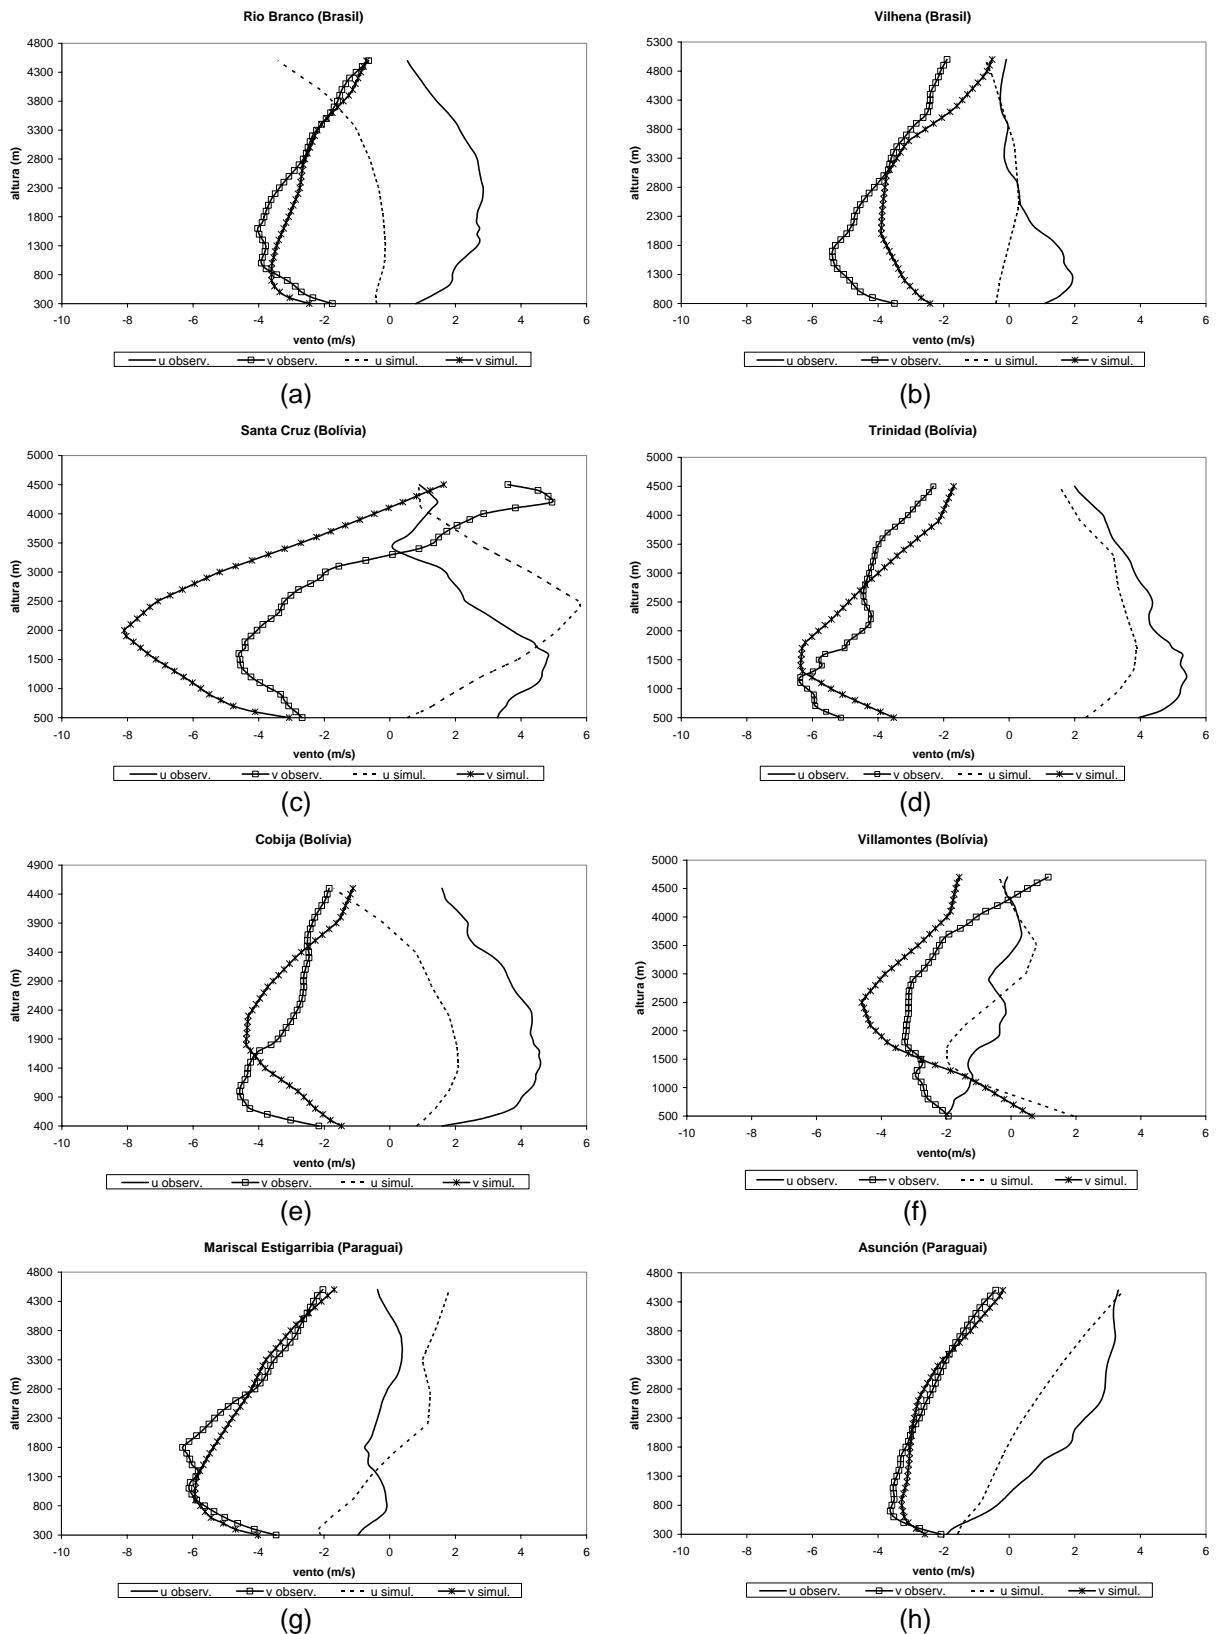 Rio Branco (Brasil)
4800
4300
3800
3300
2800
2300
1800
1300
800
300
altura (m)
-10 -8 -6 -4 -2 0 2 4 6
vento (m/s)
u observ. v observ. u simul. v simul.
(a)
Vilhena (Brasil)
5300
4800
4300
3800
3300
2800
2300
1800
1300
800
altura (m)
-10 -8 -6 -4 -2 0 2 4 6
vento (m/s)
u observ. v observ. u simul. v simul.
(b)
Santa Cruz (Bolívia)
5000
4500
4000
3500
3000
2500
2000
1500
1000
500
altura (m)
-10 -8 -6 -4 -2 0 2 4 6
vento (m/s)
u observ. v observ. u simul. v simul.
(c)
Trinidad (Bolívia)
5000
4500
4000
3500
3000
2500
2000
1500
1000
500
altura (m)
-10 -8 -6 -4 -2 0 2 4 6
vento (m/s)
u observ. v observ. u simul. v simul.
(d)
Cobija (Bolívia)
4900
4400
3900
3400
2900
2400
1900
1400
900
400
altura (m)
-10 -8 -6 -4 -2 0 2 4 6
vento (m/s)
u observ. v observ. u simul. v simul.
(e)
Villamontes (Bolívia)
5000
4500
4000
3500
3000
2500
2000
1500
1000
500
altura (m)
-10 -8 -6 -4 -2 0 2 4 6
vento(m/s)
u observ. v observ. u simul. v simul.
(f)
Mariscal Estigarribia (Paraguai)
4800
4300
3800
3300
2800
2300
1800
1300
800
300
altura (m)
-10 -8 -6 -4 -2 0 2 4 6
vento (m/s)
u observ. v observ. u simul. v simul.
(g)
Asunción (Paraguai)
4800
4300
3800
3300
2800
2300
1800
1300
800
300
altura (m)
-10 -8 -6 -4 -2 0 2 4 6
vento (m/s)
u observ. v observ. u simul. v simul.
(h)